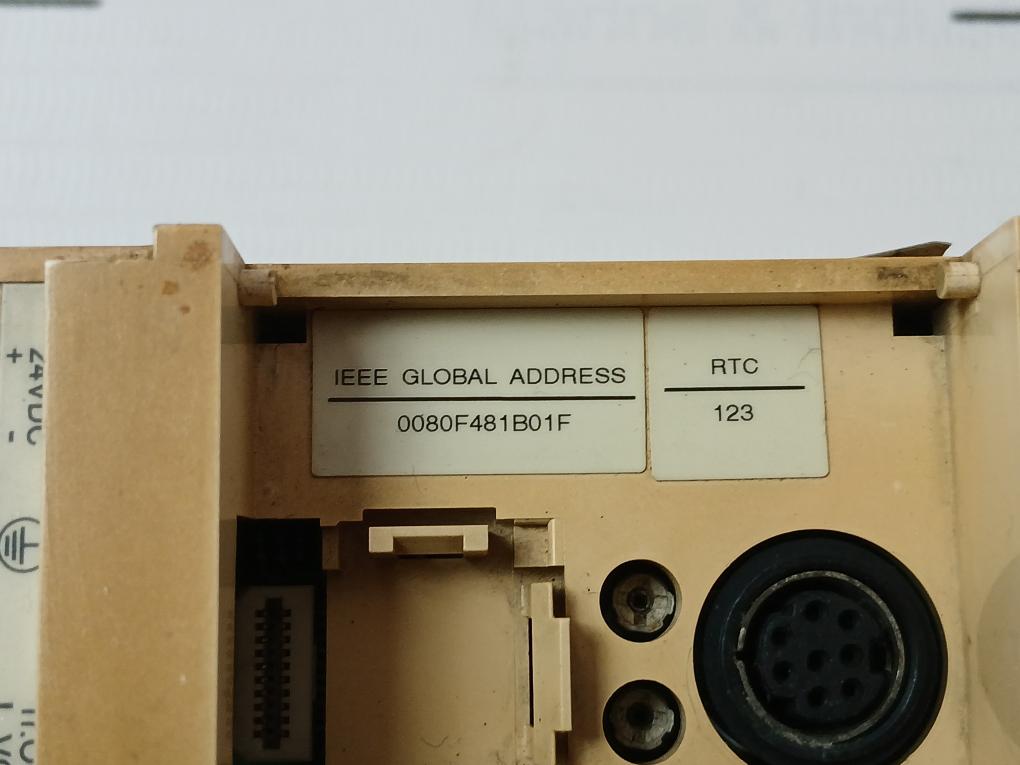 IEEE GLOBAL ADDRESS
0080F481B01F
RTC
123
24VDC
+ -